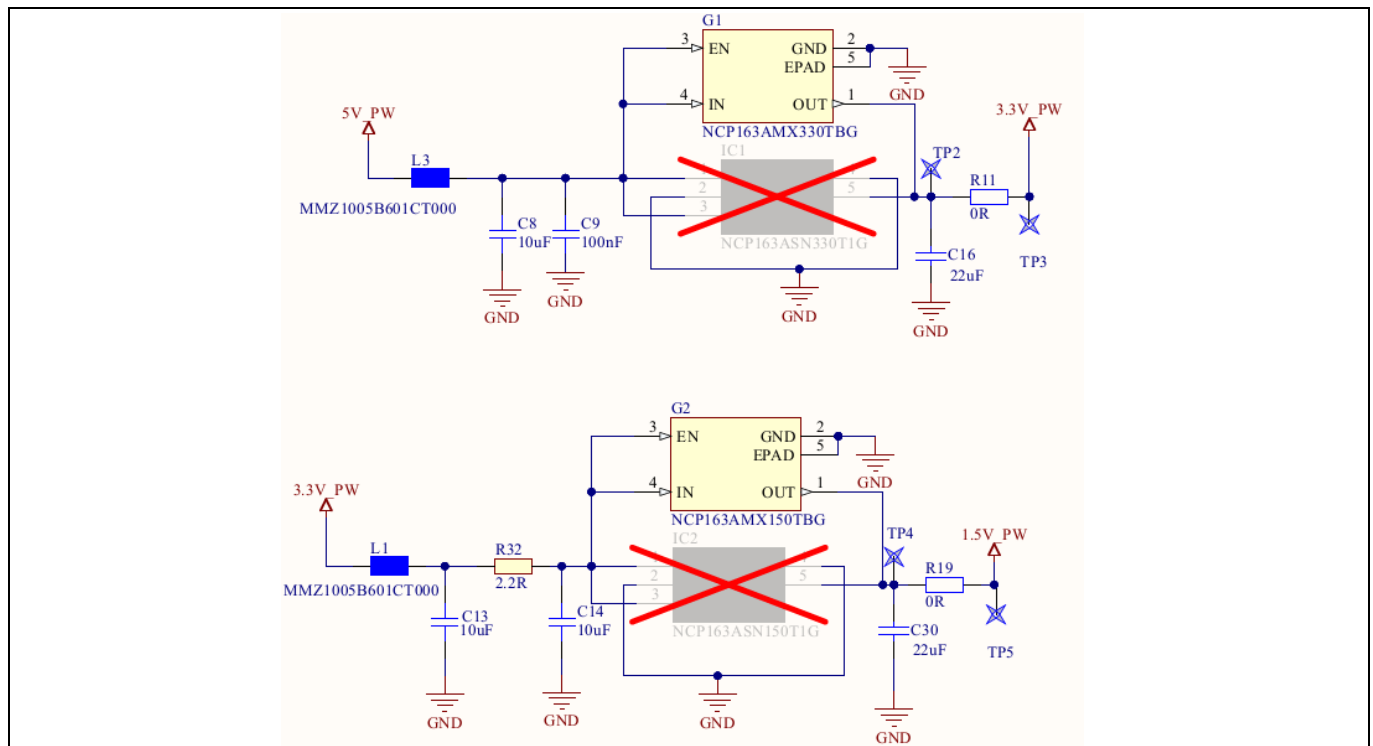 G1
3 EN GND 2
EPAD 5
4 IN OUT 1
GND
NCP163AMX330TBG
5V_PW
3.3V_PW
IC1
TP2
L3
2
3
5
R11
0R
MMZ1005B601CT000
NCP163ASN330T1G
C8
10uF
C9
100nF
C16
22uF
TP3
GND
GND
GND
GND
G2
3 EN GND 2
EPAD 5
4 IN OUT 1
GND
NCP163AMX150TBG
3.3V_PW
1.5V_PW
IC2
TP4
L1
R32
2.2R
2
3
5
R19
0R
MMZ1005B601CT000
C13
10uF
C14
10uF
NCP163ASN150T1G
C30
22uF
TP5
GND
GND
GND
GND